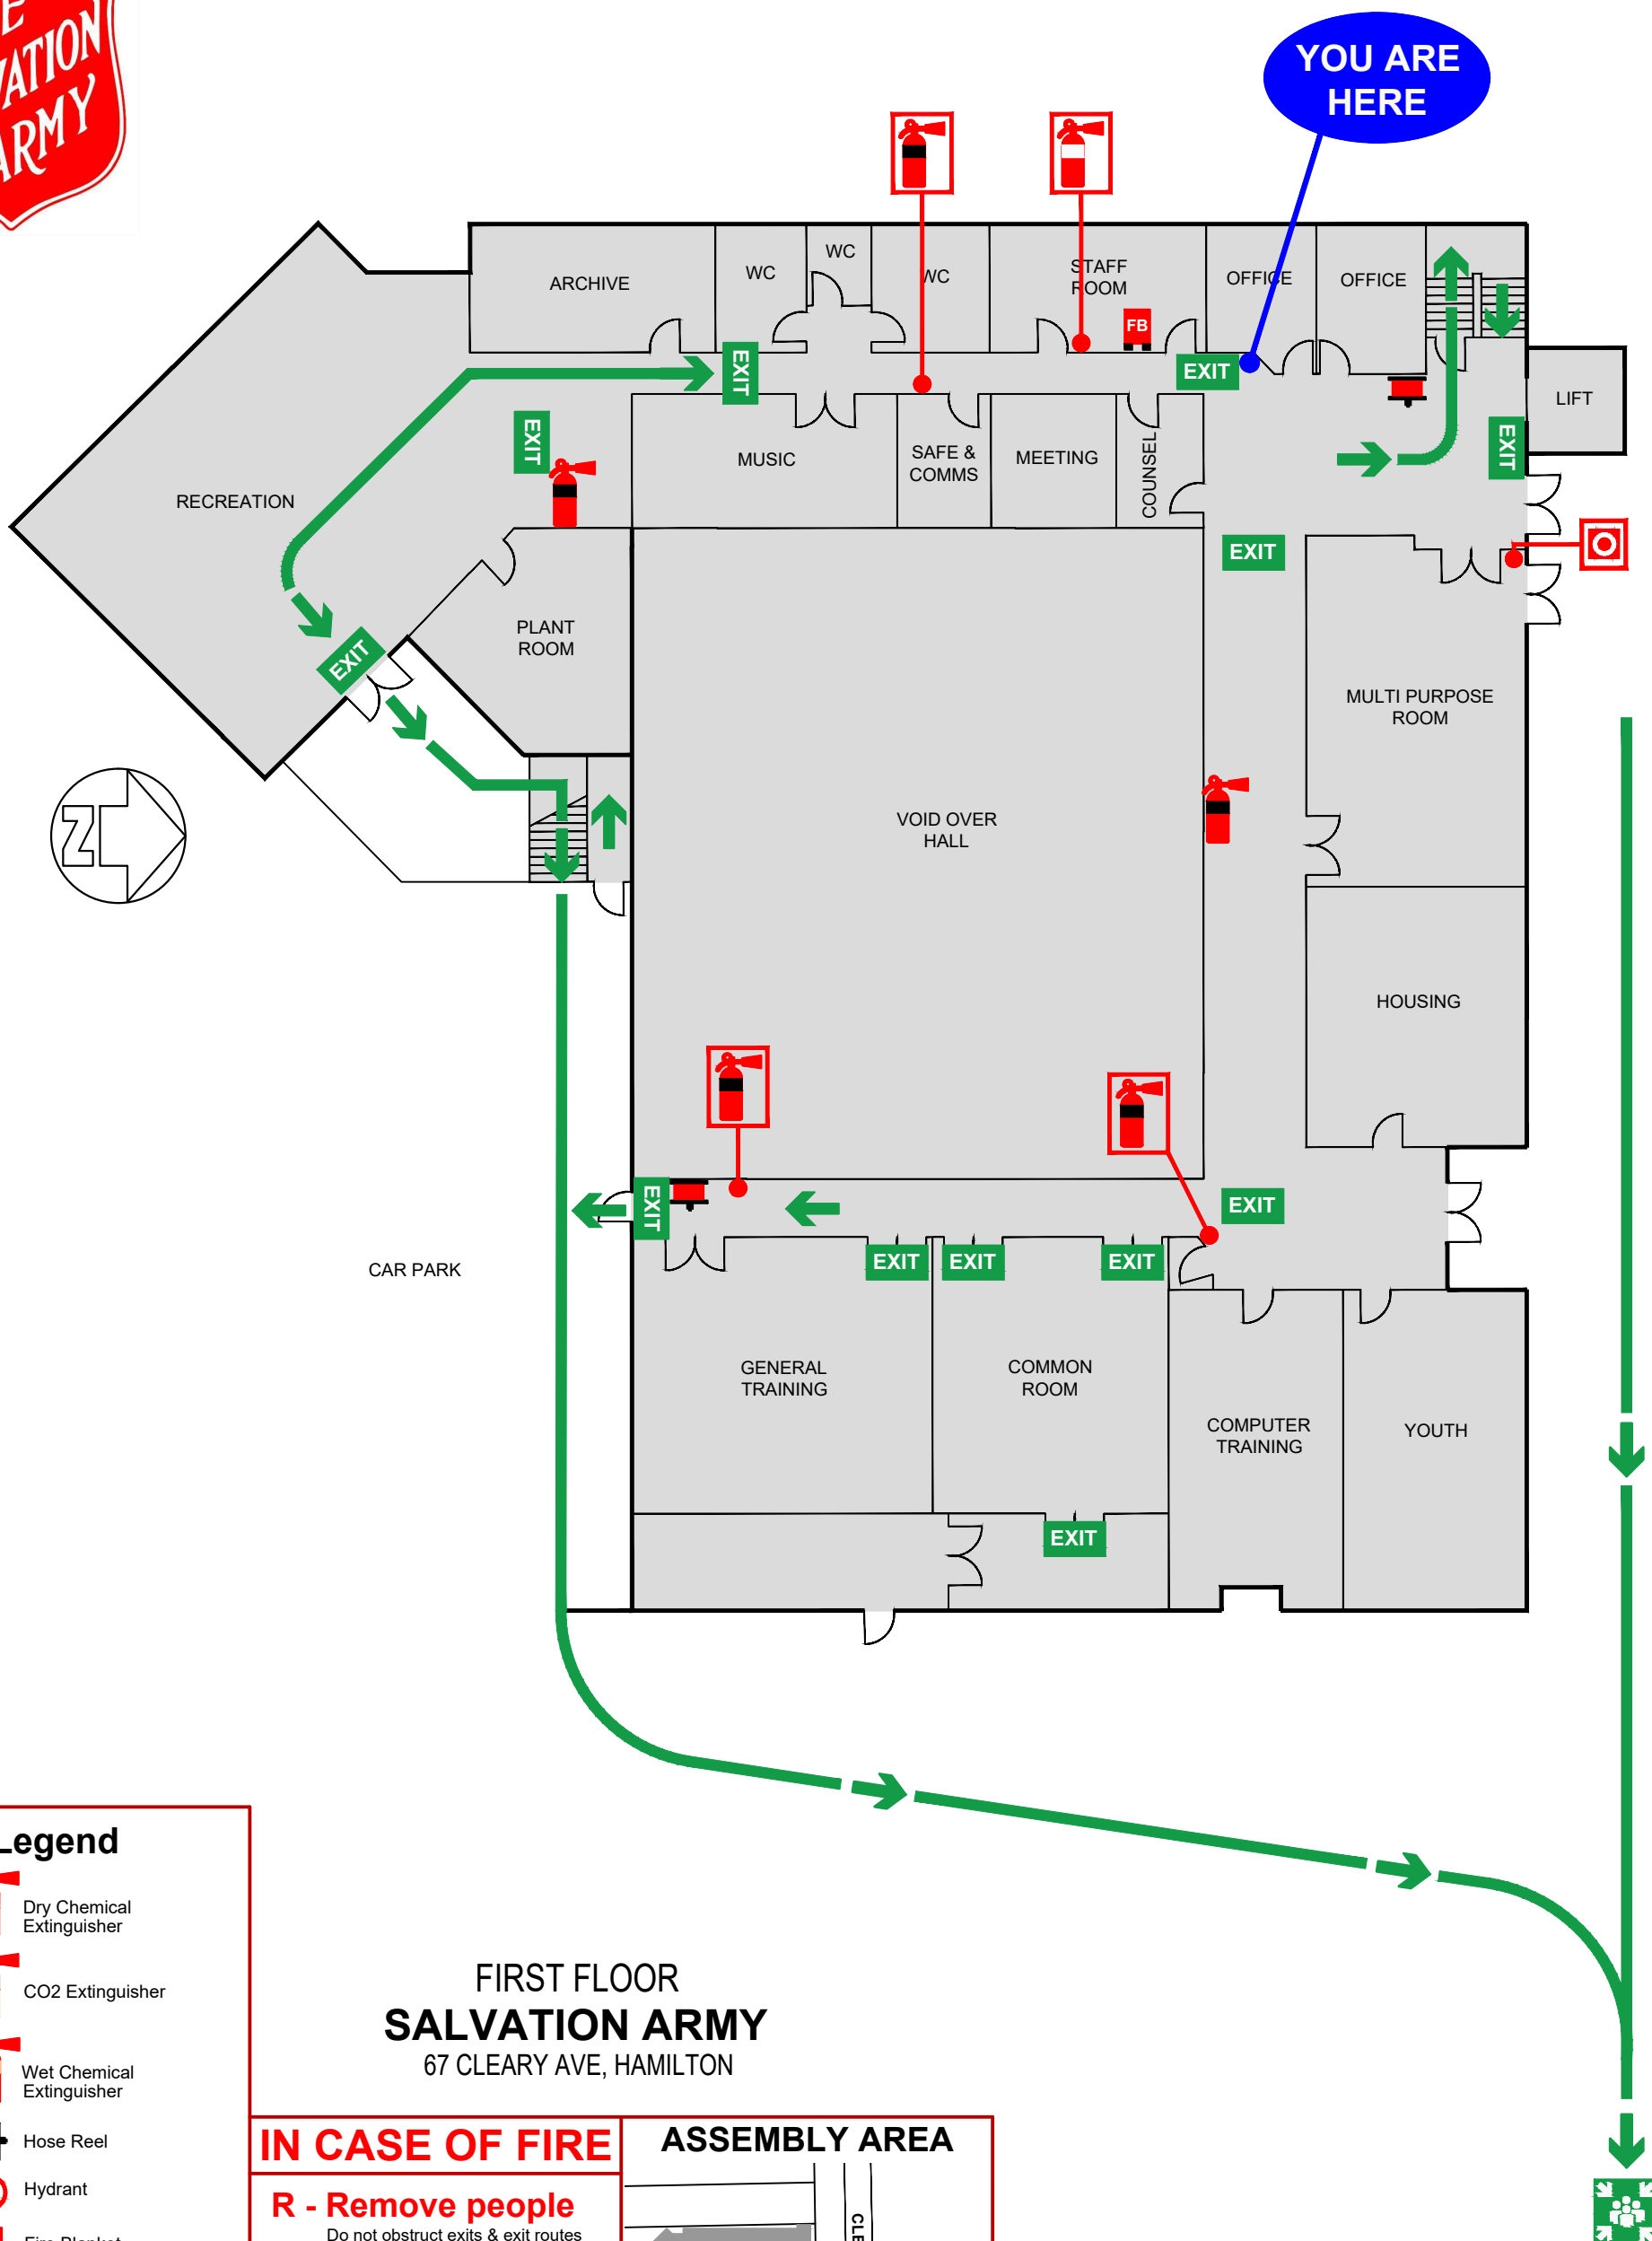 ATION
ARMY
YOU ARE
HERE
ARCHIVE
WC
WC
WC
STAFF
ROOM
FB
OFFICE
OFFICE
EXIT
EXIT
LIFT
EXIT
EXIT
RECREATION
MUSIC
SAFE &
COMMS
MEETING
COUNSEL
EXIT
PLANT
ROOM
EXIT
MULTI PURPOSE
ROOM
Z
VOID OVER
HALL
HOUSING
EXIT
EXIT
CAR PARK
EXIT
EXIT
EXIT
GENERAL
TRAINING
COMMON
ROOM
COMPUTER
TRAINING
YOUTH
EXIT
Legend
Dry Chemical
Extinguisher
CO2 Extinguisher
Wet Chemical
Extinguisher
Hose Reel
Hydrant
FIRST FLOOR
SALVATION ARMY
67 CLEARY AVE, HAMILTON
IN CASE OF FIRE
R - Remove people
Do not obstruct exits & exit routes
ASSEMBLY AREA